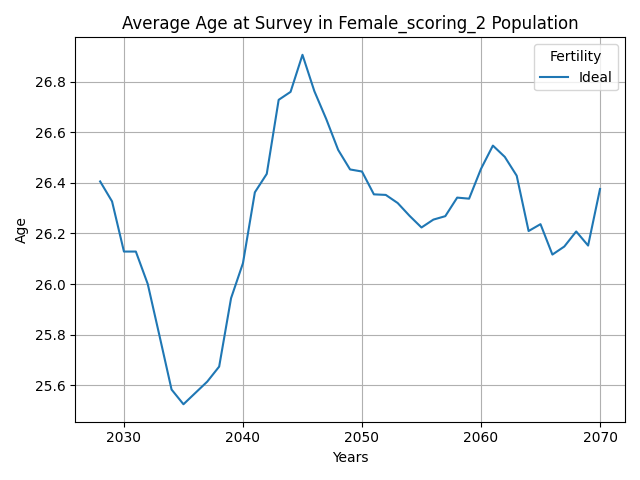 Average Age at Survey in Female_scoring_2 Population
Fertility
Ideal
26.8
26.6
26.4
26.2
26.0
25.8
25.6
Age
2030 2040 2050 2060 2070
Years